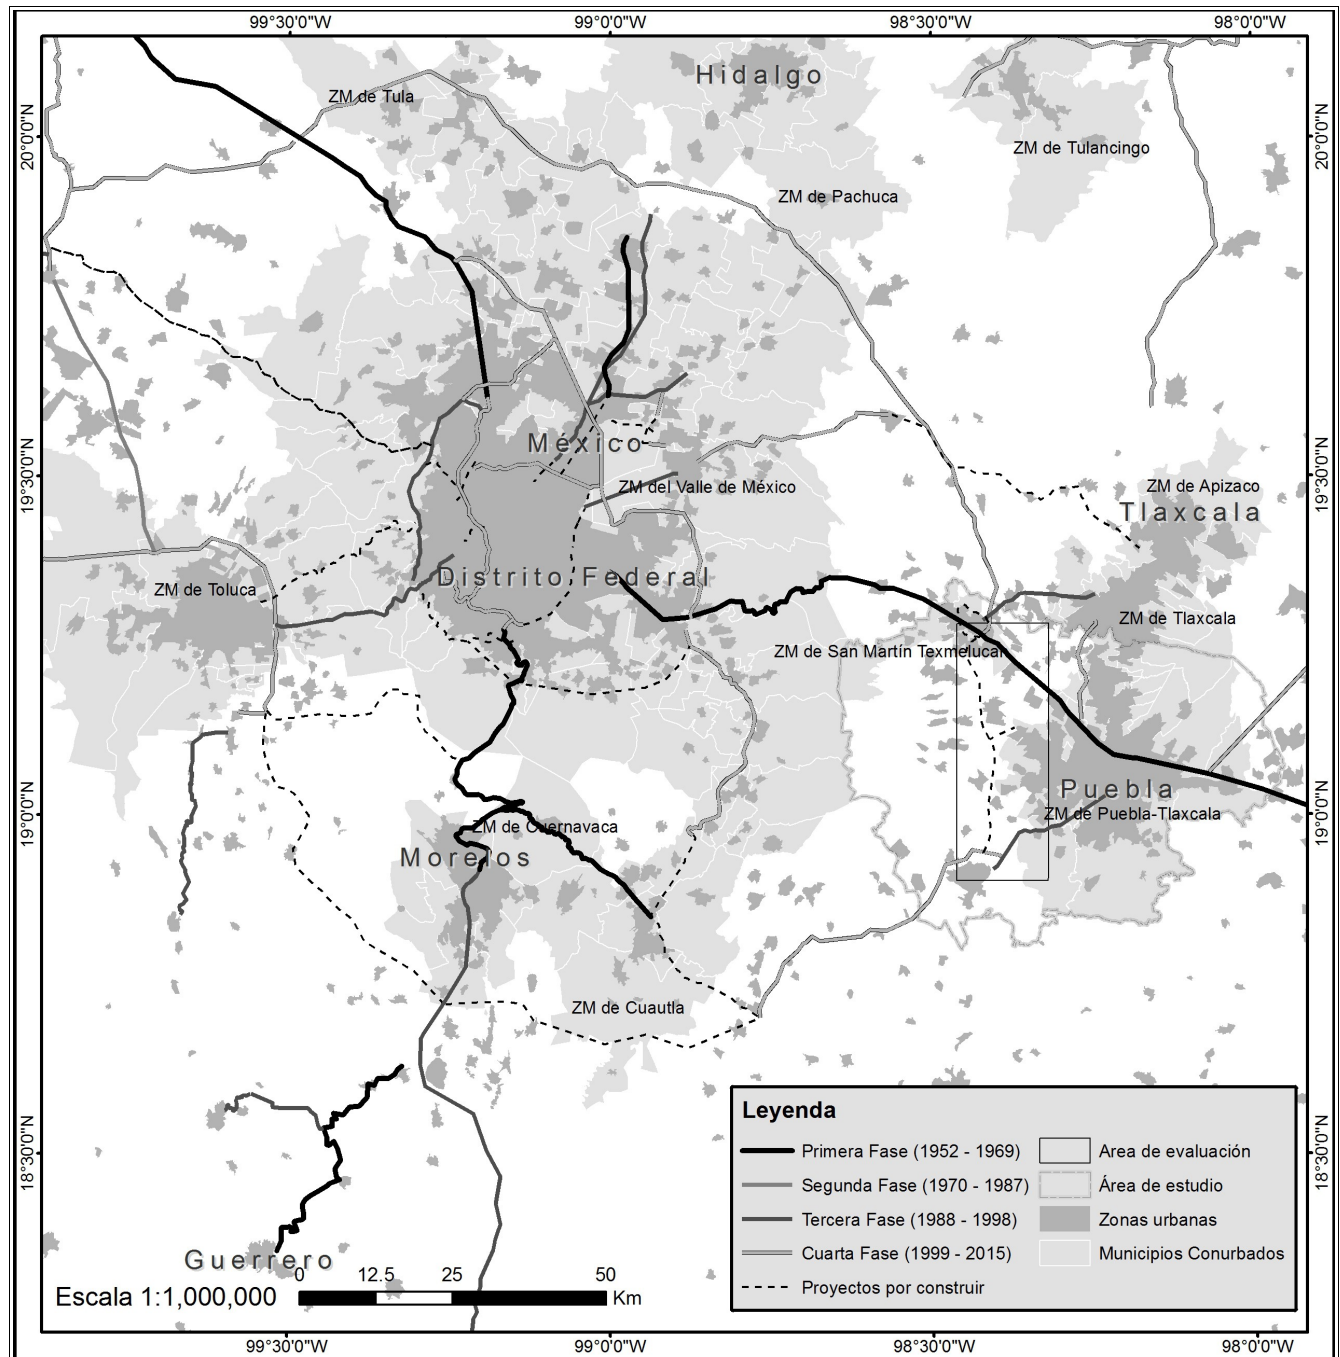 99°30'0"W 99°0'0"W 98°30'0"W 98°0'0"W
20°0'0"N
19°30'0"N
19°0'0"N
18°30'0"N
Hidalgo
ZM de Tula
ZM de Tulancingo
ZM de Pachuca
México
ZM del Valle de México
ZM de Apizaco
Tlaxcala
Distrito Federal
ZM de Toluca
ZM de Tlaxcala
ZM de San Martín Texmelucan
Puebla
ZM de Puebla-Tlaxcala
ZM de Cuernavaca
Morelos
ZM de Cuautla
Guerrero
Escala 1:1,000,000
0 12.5 25 50
Km
Leyenda
Primera Fase (1952 - 1969)
Segunda Fase (1970 - 1987)
Tercera Fase (1988 - 1998)
Cuarta Fase (1999 - 2015)
Proyectos por construir
Area de evaluación
Área de estudio
Zonas urbanas
Municipios Conurbados
20°0'0"N
19°30'0"N
19°0'0"N
18°30'0"N
99°30'0"W 99°0'0"W 98°30'0"W 98°0'0"W